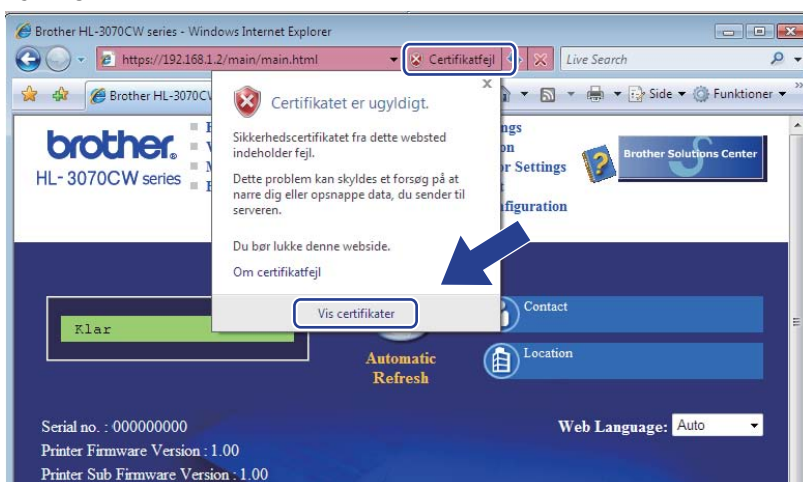 Brother HL-3070CW series - Windows Internet Explorer
https://192.168.1.2/main/main.html
Certifikatfejl
Live Search
Brother HL-3070C
Side
Funktioner
Certifikatet er ugyldigt.
Sikkerhedscertifikatet fra dette websted
indeholder fejl.
Dette problem kan skyldes et forsøg på at
narre dig eller opsnappe data, du sender til
serveren.
Du bør lukke denne webside.
Om certifikatfejl
Vis certifikater
brother®
HL-3070CW series
Settings
Brother Solutions Center
Klar
Automatic
Refresh
Contact
Location
Serial no. : 000000000
Web Language: Auto
Printer Firmware Version : 1.00
Printer Sub Firmware Version : 1.00